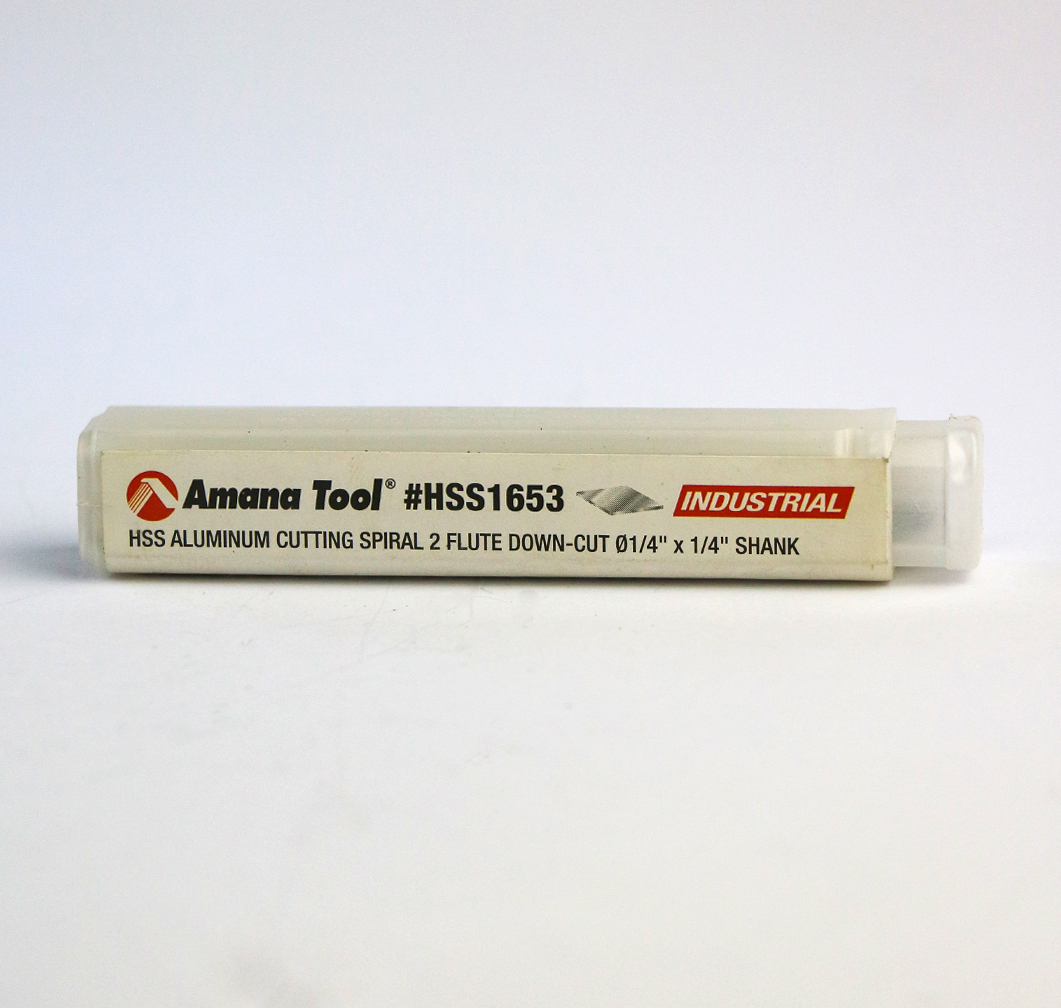 Amana Tool® #HSS1653 INDUSTRIAL
HSS ALUMINUM CUTTING SPIRAL 2 FLUTE DOWN-CUT Ø1/4" x 1/4" SHANK